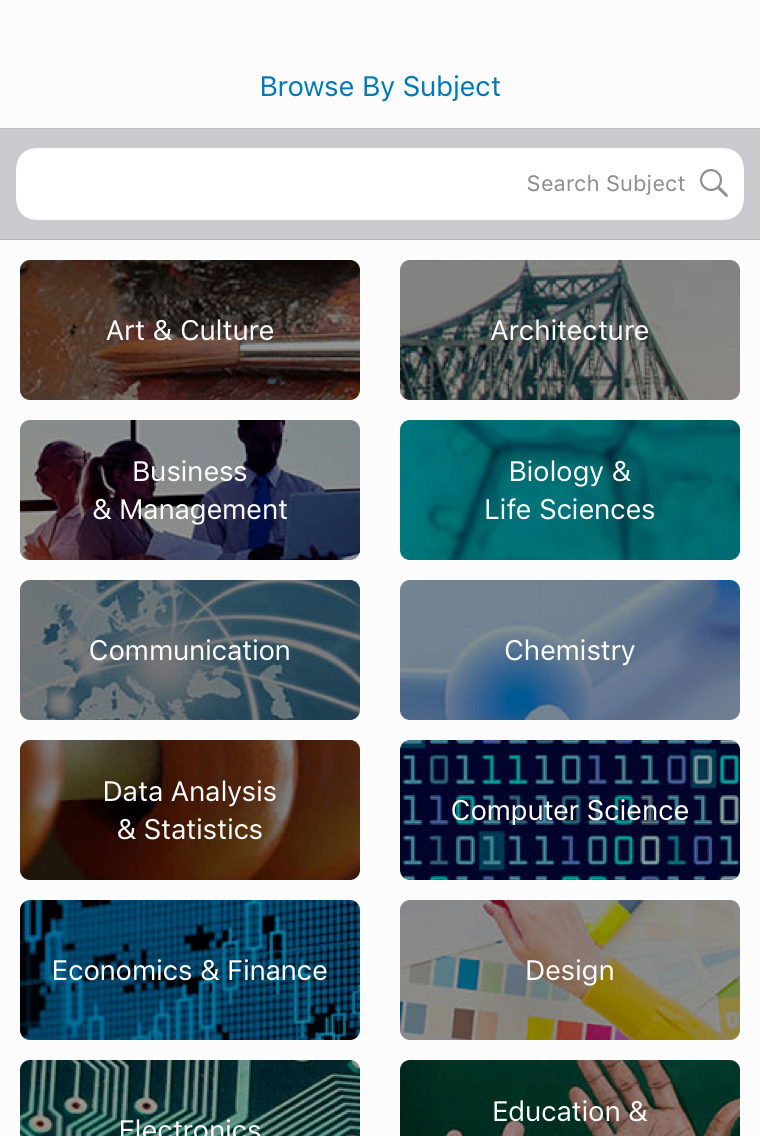 Browse By Subject
Search Subject
Art & Culture
Architecture
Business
& Management
Biology &
Life Sciences
Communication
Chemistry
Data Analysis
& Statistics
Computer Science
Economics & Finance
Design
Electronics
Education &